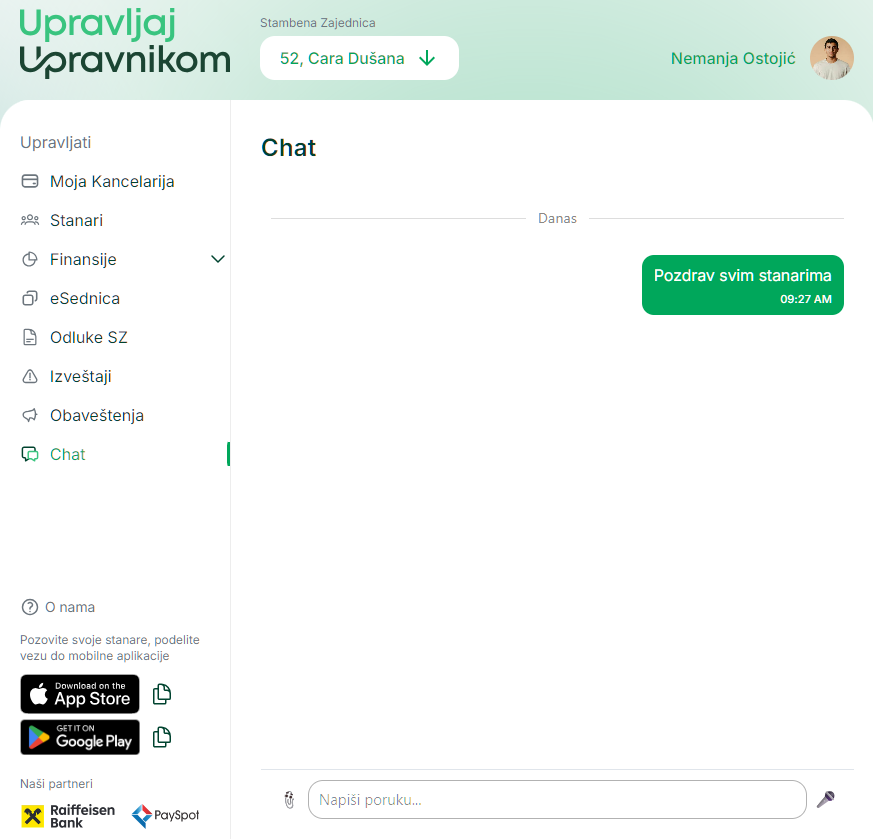 Upravljaj
Upravnikom
Stambena Zajednica
52, Cara Dušana
Nemanja Ostojić
Upravljati
Moja Kancelarija
Stanari
Finansije
eSednica
Odluke SZ
Izveštaji
Obaveštenja
Chat
O nama
Pozovite svoje stanare, podelite
vezu do mobilne aplikacije
Download on the
App Store
GET IT ON
Google Play
Naši partneri
Raiffeisen
Bank
PaySpot
Chat
Danas
Pozdrav svim stanarima
09:27 AM
Napiši poruku...